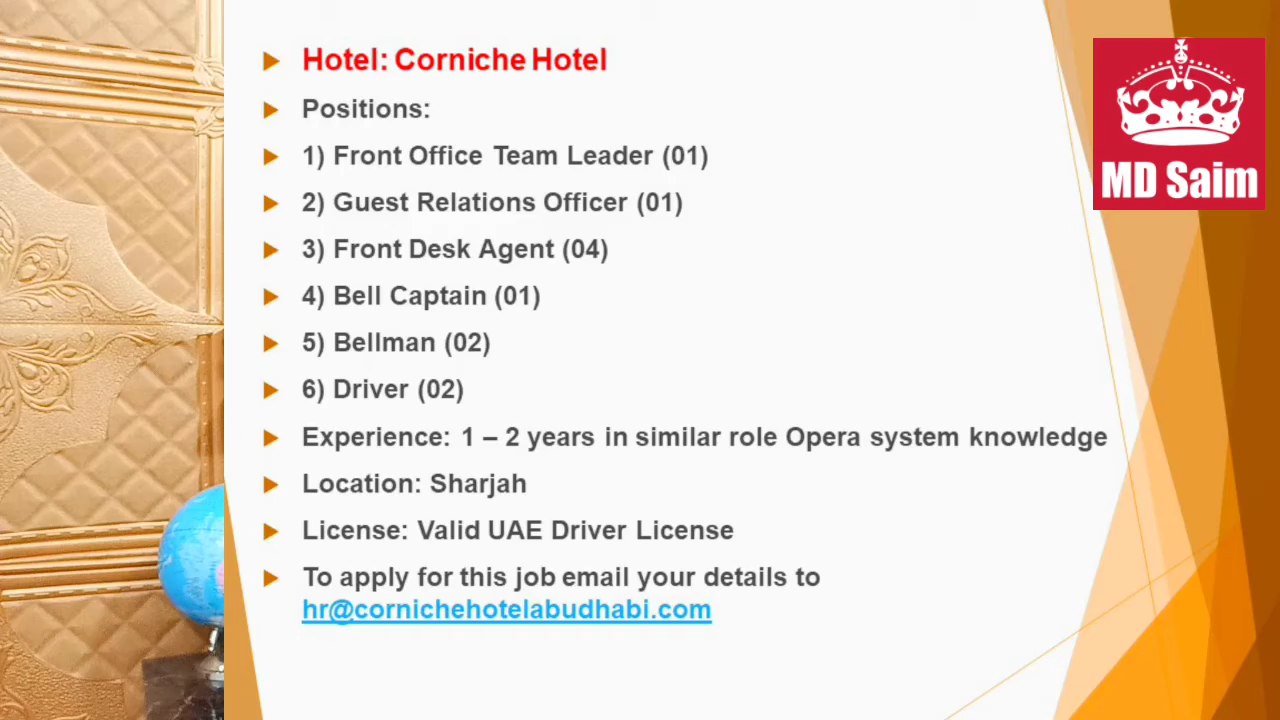 Hotel: Corniche Hotel
Positions:
1) Front Office Team Leader (01)
2) Guest Relations Officer (01)
3) Front Desk Agent (04)
4) Bell Captain (01)
5) Bellman (02)
6) Driver (02)
Experience: 1 – 2 years in similar role Opera system knowledge
Location: Sharjah
License: Valid UAE Driver License
To apply for this job email your details to
hr@cornichehotelabudhabi.com
MD Saim